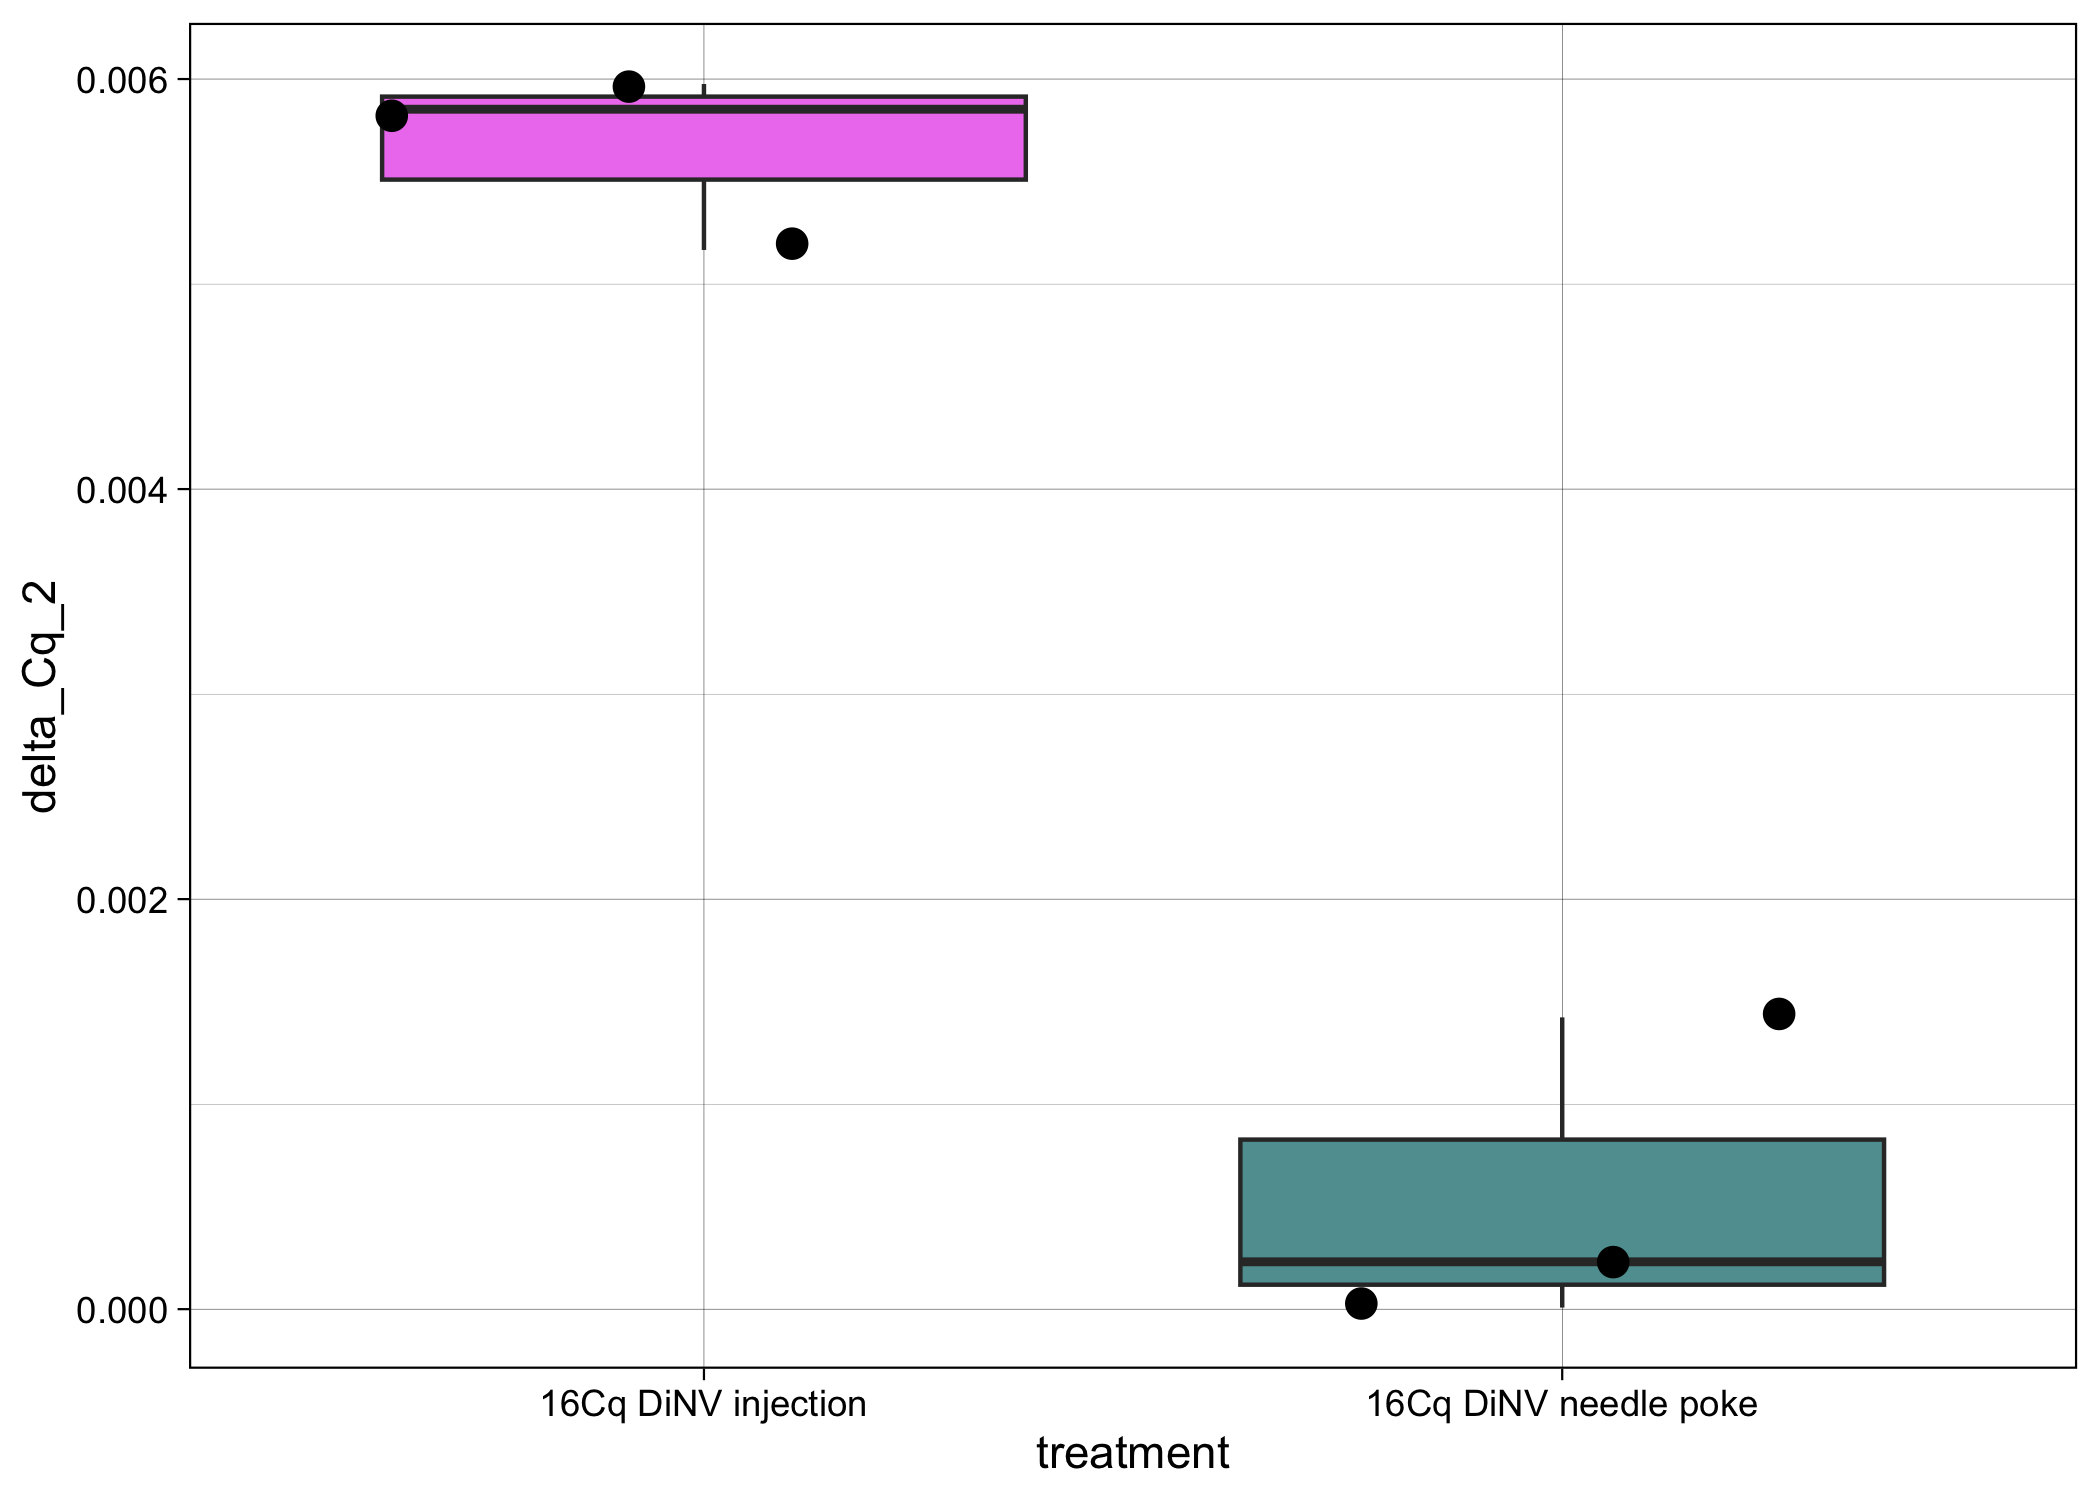 delta_Cq_2
0.006
0.004
0.002
0.000
16Cq DiNV injection
16Cq DiNV needle poke
treatment